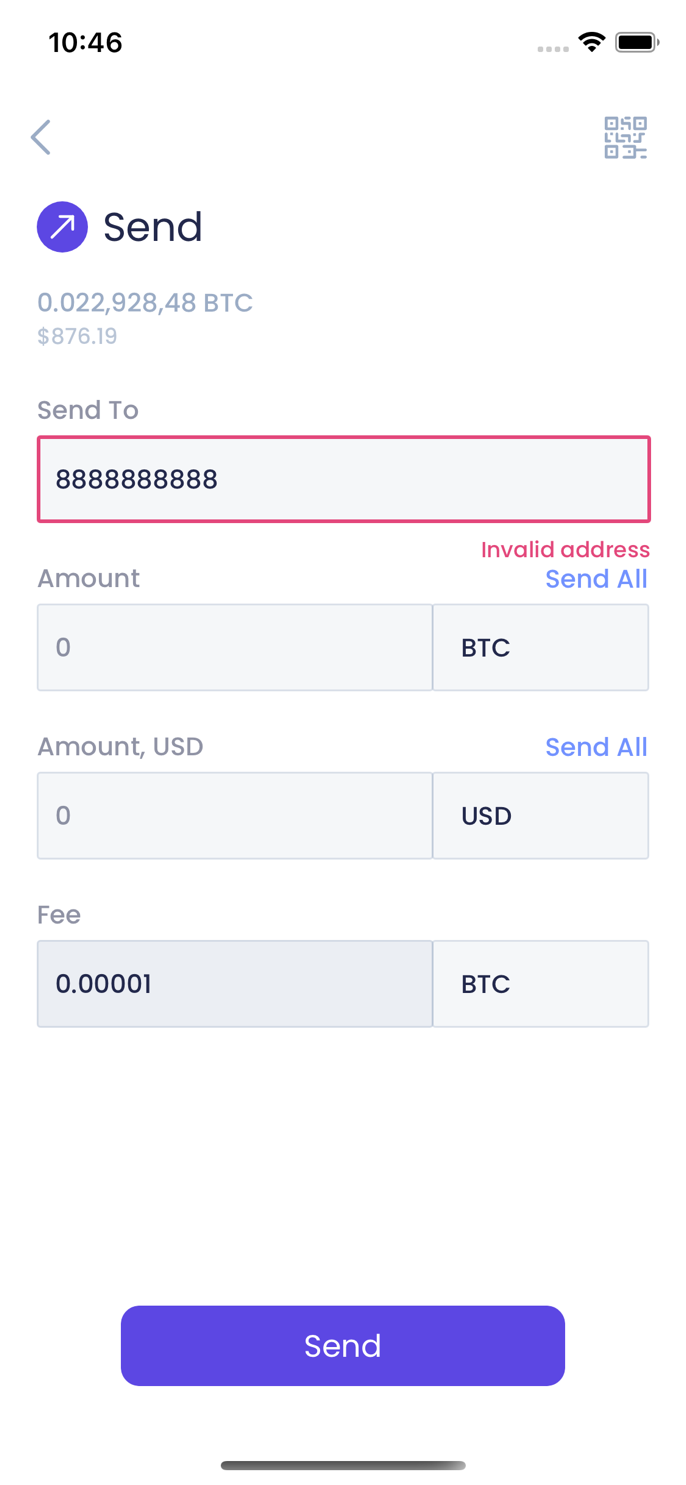 10:46
Send
0.022,928,48 BTC
$876.19
Send To
8888888888
Invalid address
Amount Send All
0 BTC
Amount, USD Send All
0 USD
Fee
0.00001 BTC
Send